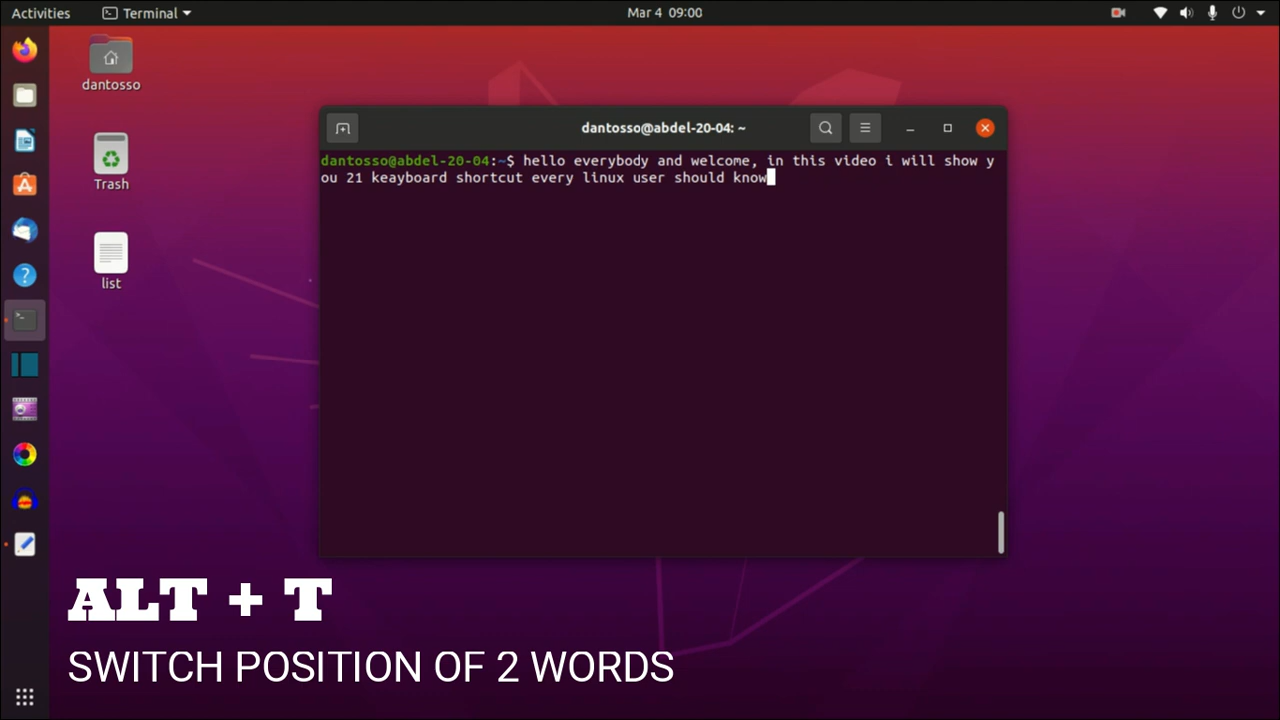 Activities
Terminal
Mar 4 09:00
dantosso
Trash
list
dantosso@abdel-20-04: ~
dantosso@abdel-20-04:~$ hello everybody and welcome, in this video i will show y
ou 21 keayboard shortcut every linux user should know
ALT + T
SWITCH POSITION OF 2 WORDS